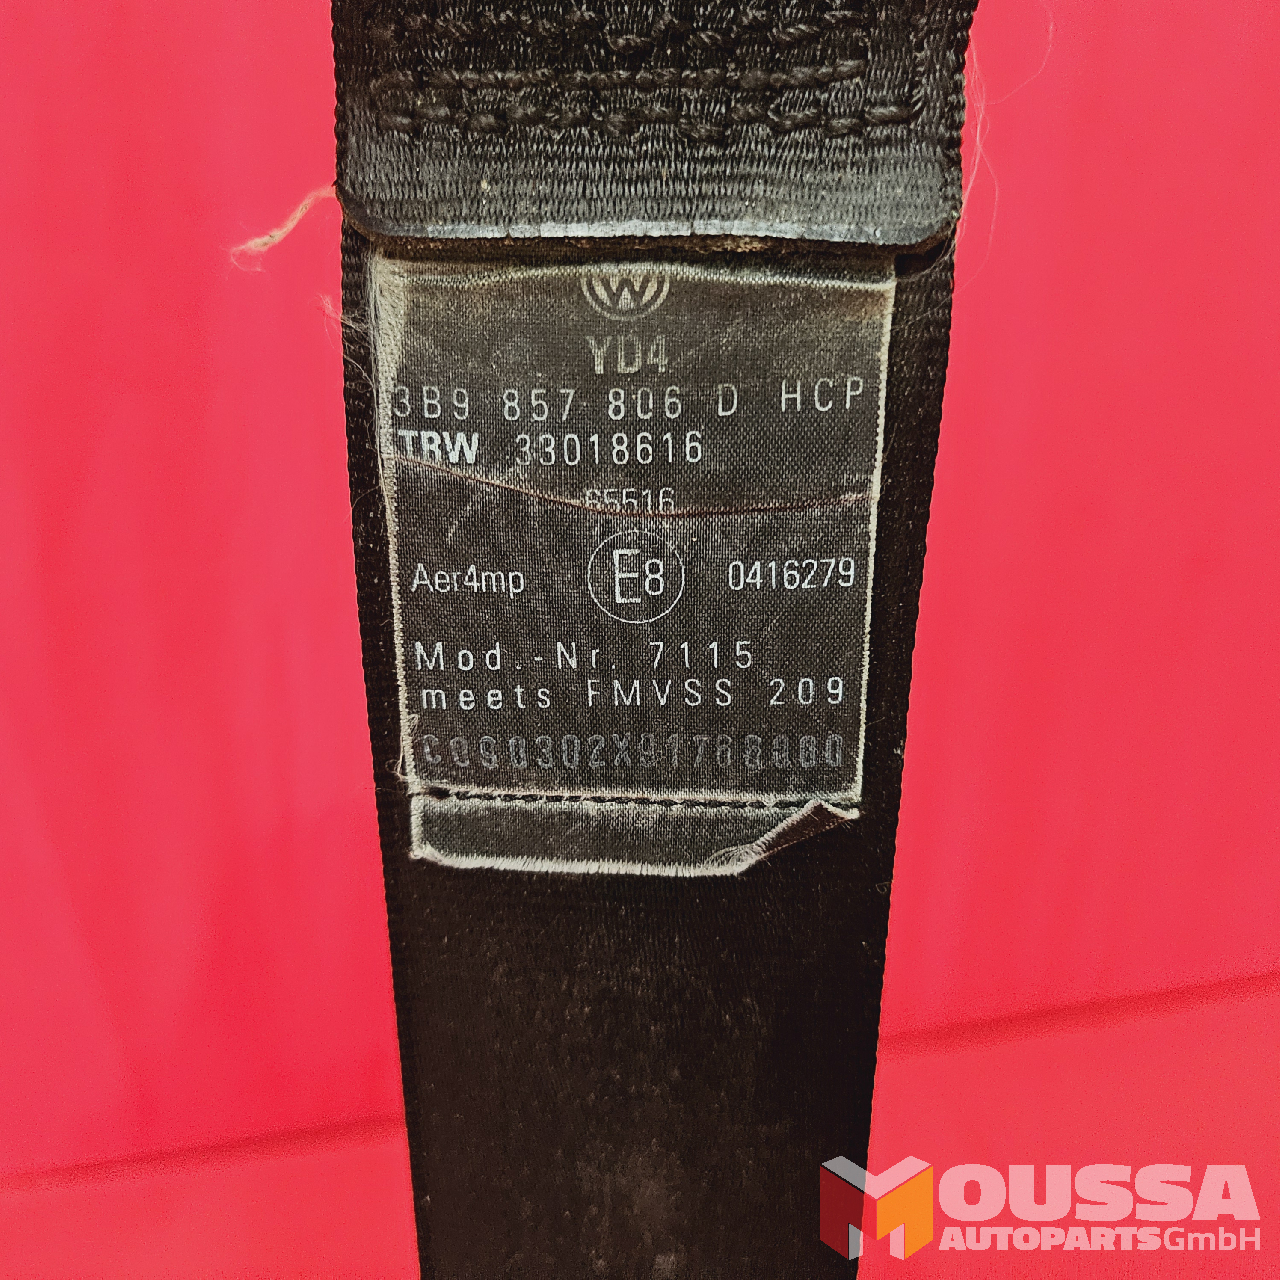 YD4
3B9 857 806 D HCP
TRW 33018616
65516
Aer4mp E8 0416279
Mod.-Nr. 7115
meets FMVSS 209
MOUSSA
AUTOPARTS GmbH